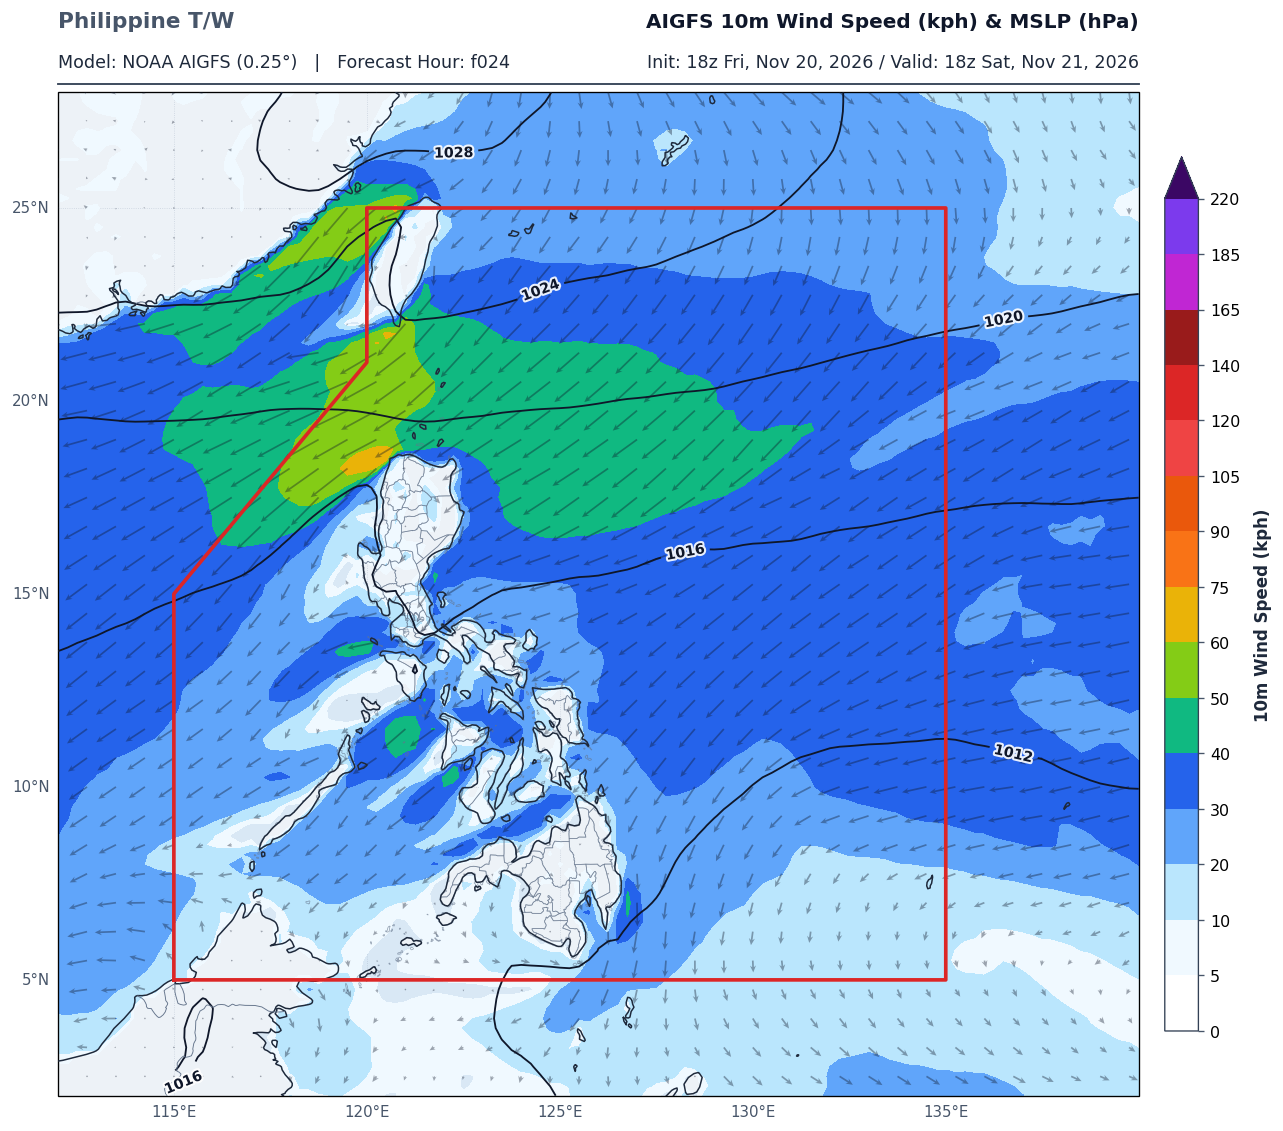 Philippine T/W
AIGFS 10m Wind Speed (kph) & MSLP (hPa)
Model: NOAA AIGFS (0.25°)   |   Forecast Hour: f024
Init: 18z Fri, Nov 20, 2026 / Valid: 18z Sat, Nov 21, 2026
1028
1024
1020
1016
1012
1016
25°N
20°N
15°N
10°N
5°N
115°E
120°E
125°E
130°E
135°E
220
185
165
140
120
105
90
75
60
50
40
30
20
10
5
0
10m Wind Speed (kph)